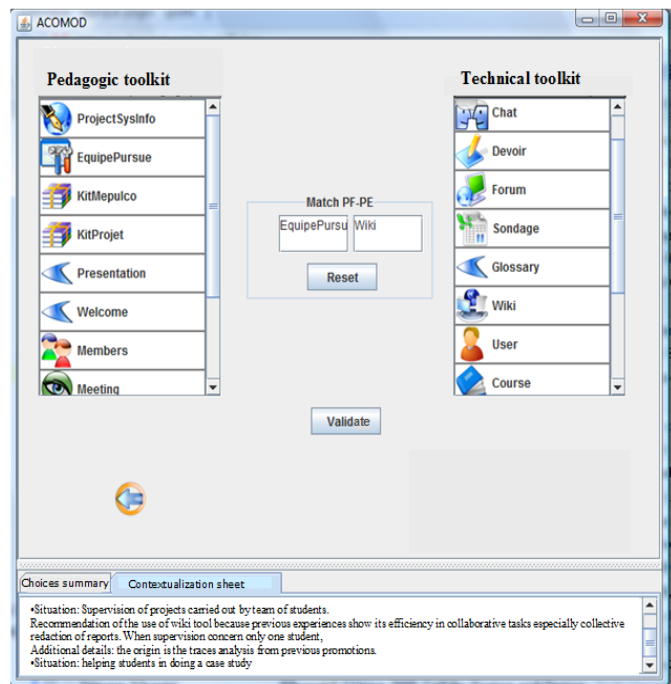 ACOMOD
Pedagogic toolkit
ProjectSysInfo
EquipePursue
KitMepulco
KitProjet
Presentation
Welcome
Members
Meeting
Match PF-PE
EquipePursu Wiki
Reset
Validate
Technical toolkit
Chat
Devoir
Forum
Sondage
Glossary
Wiki
User
Course
Choices summary Contextualization sheet
•Situation: Supervision of projects carried out by team of students.
Recommendation of the use of wiki tool because previous experiences show its efficiency in collaborative tasks especially collective
redaction of reports. When supervision concern only one student,
Additional details: the origin is the traces analysis from previous promotions.
•Situation: helping students in doing a case study